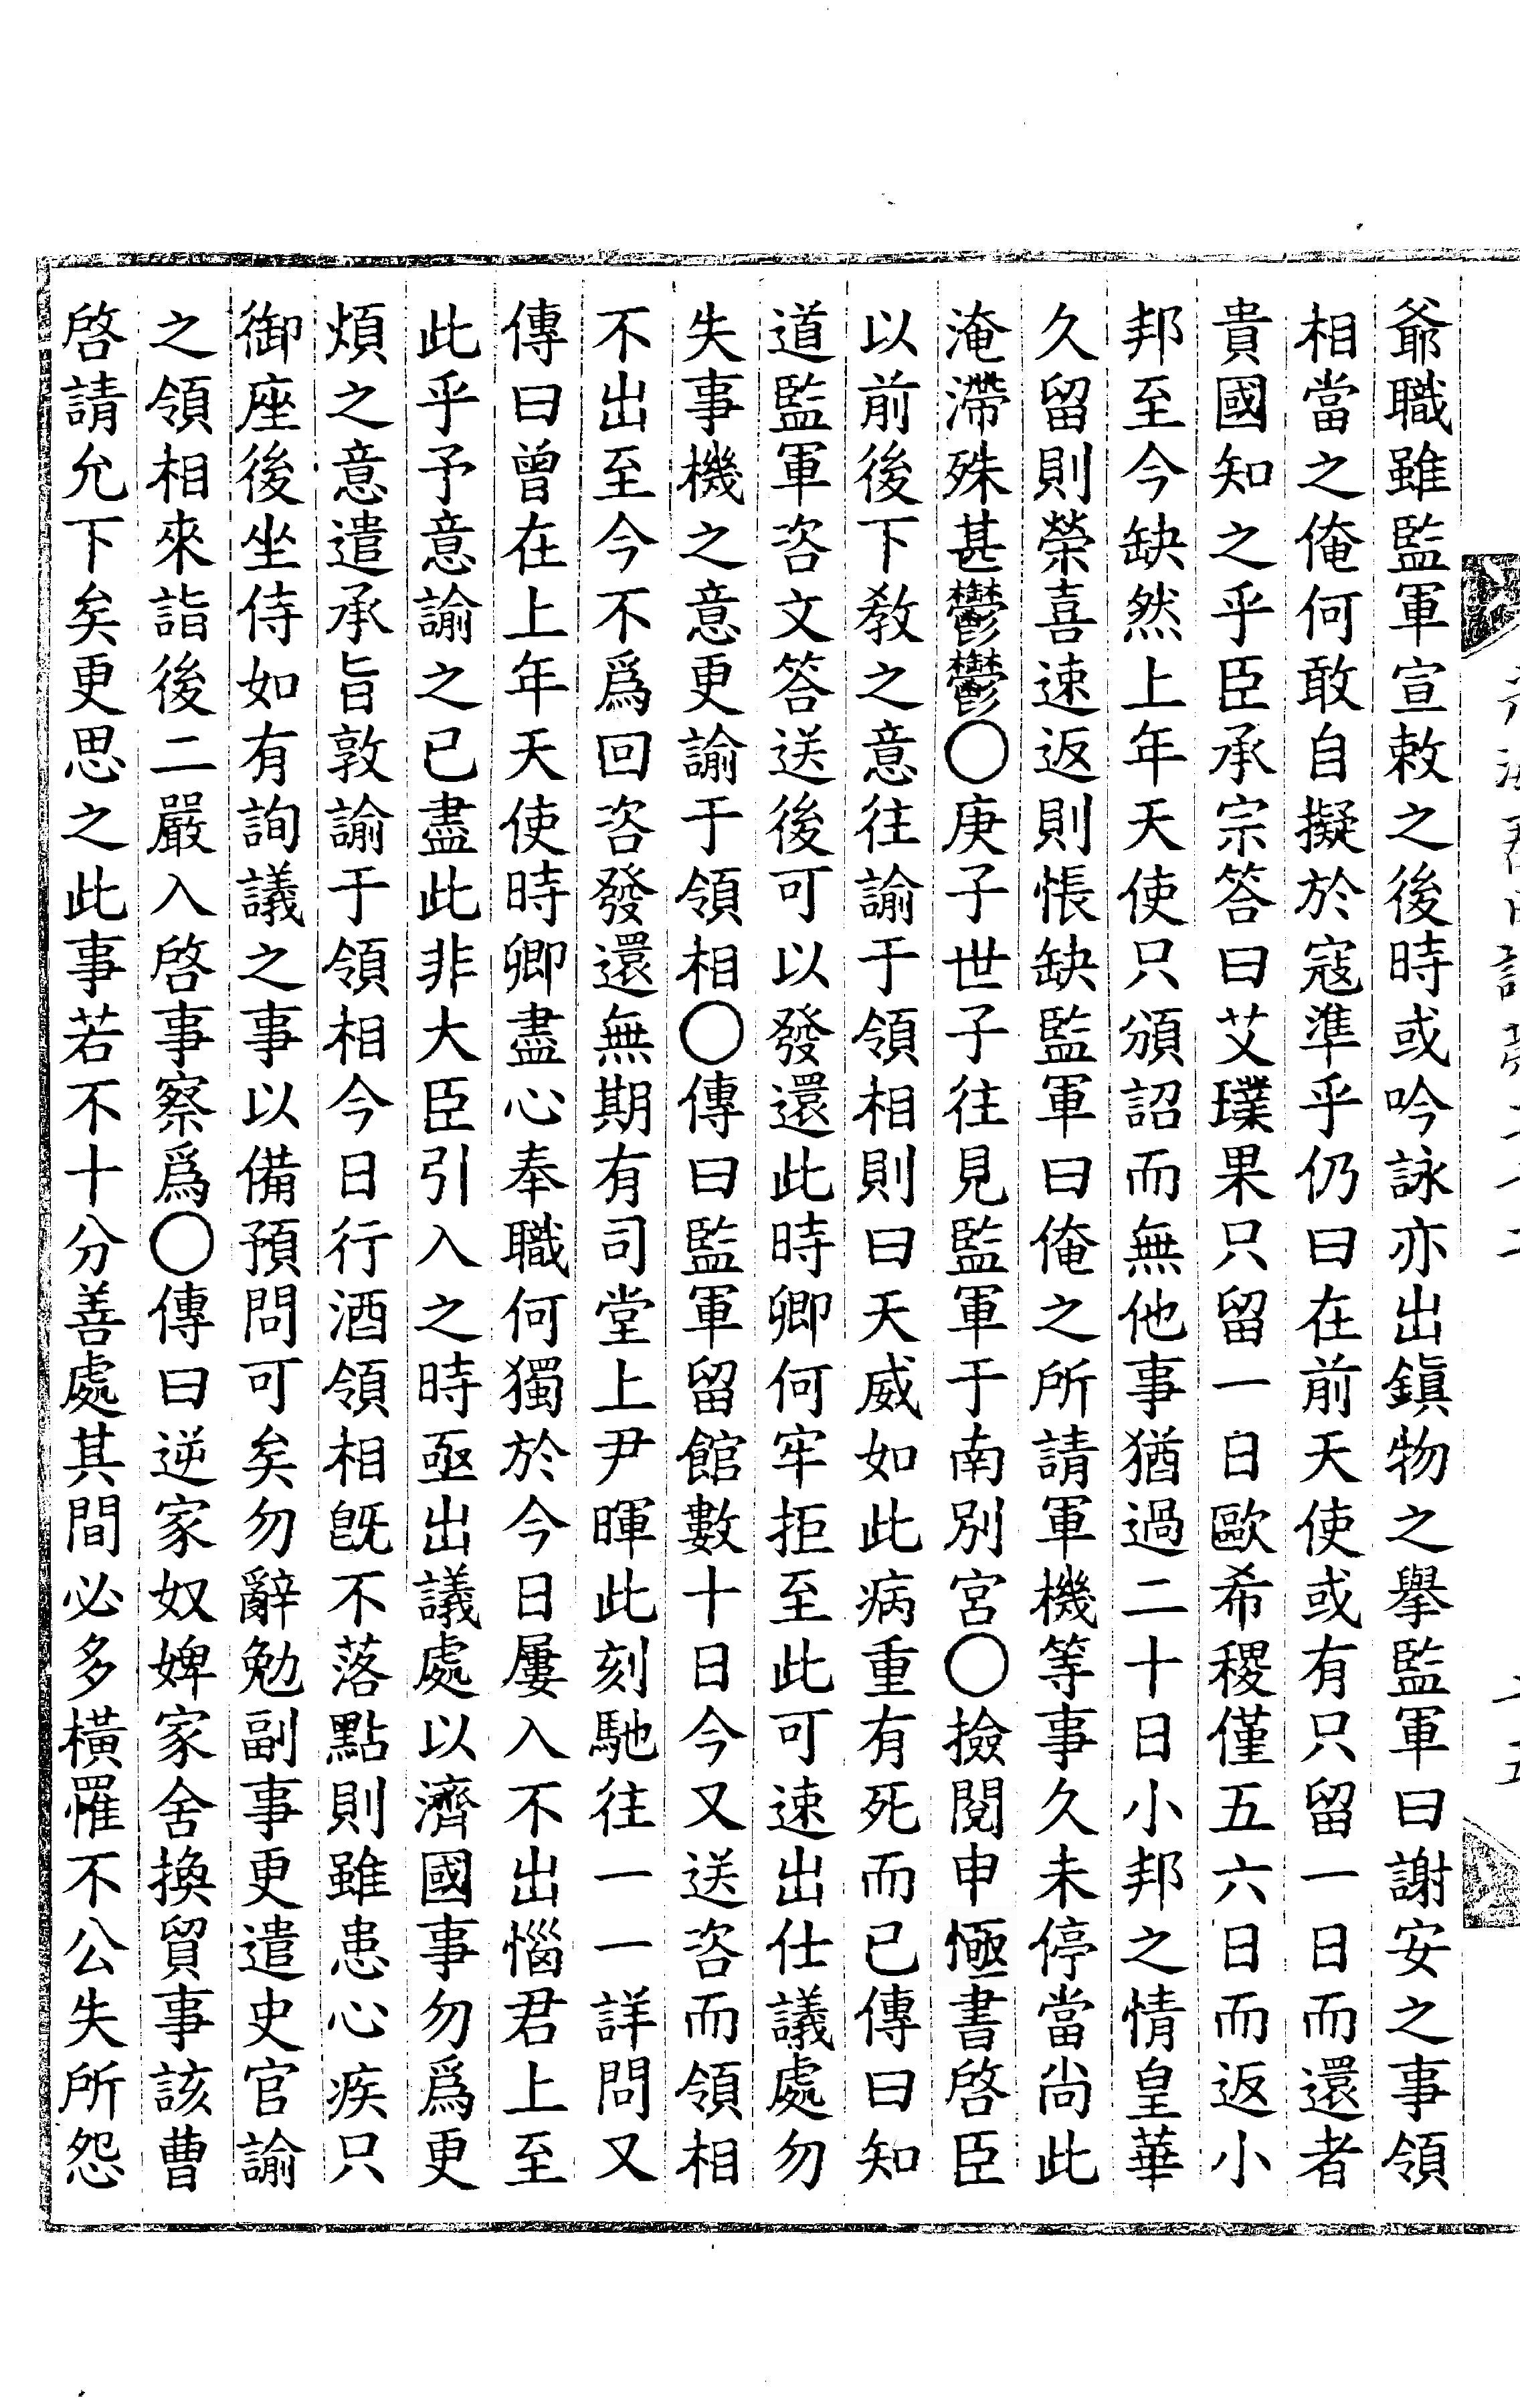 爺職雖監軍宣敕之後時或吟詠亦出鎭物之擧監軍曰謝安之事領
相當之俺何敢自擬於寇準乎仍曰在前天使或有只留一日而還者
貴國知之乎臣承宗答曰艾璞果只留一日歐希稷僅五六日而返小
邦至今缺然上年天使只頒詔而無他事猶過二十日小邦之情皇華
久留則榮喜速返則悵缺監軍曰俺之所請軍機等事久未停當尙此
淹滯殊甚鬱鬱○庚子世子往見監軍于南別宮○撿閱申㥛書啓臣
以前後下敎之意往諭于領相則曰天威如此病重有死而已傳曰知
道監軍咨文答送後可以發還此時卿何牢拒至此可速出仕議處勿
失事機之意更諭于領相○傳曰監軍留館數十日今又送咨而領相
不出至今不爲回咨發還無期有司堂上尹暉此刻馳往一一詳問又
傳曰曾在上年天使時卿盡心奉職何獨於今日屢入不出惱君上至
此乎予意諭之已盡此非大臣引入之時亟出議處以濟國事勿爲更
煩之意遣承旨敦諭于領相今日行酒領相旣不落點則雖患心疾只
御座後坐侍如有詢議之事以備預問可矣勿辭勉副事更遣史官諭
之領相來詣後二嚴入啓事察爲○傳曰逆家奴婢家舍換貿事該曹
啓請允下矣更思之此事若不十分善處其間必多橫罹不公失所怨